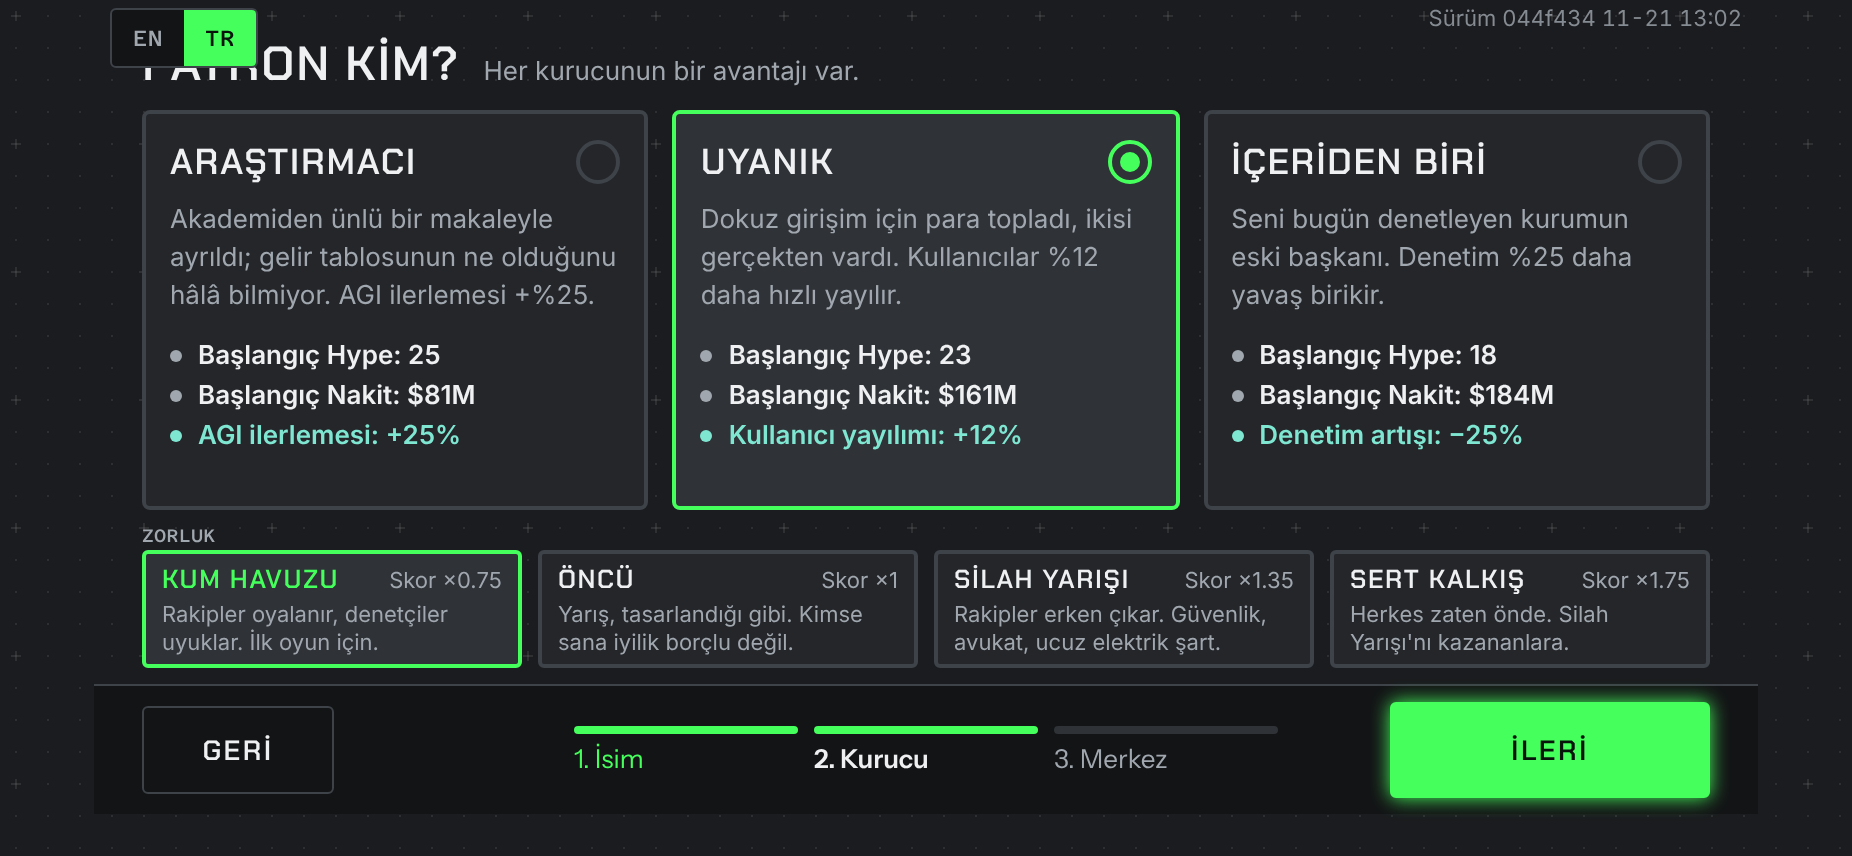 EN
TR
Sürüm 044f434 11-21 13:02
KİM?
Her kurucunun bir avantajı var.
ARAŞTIRMACI
Akademiden ünlü bir makaleyle
ayrıldı; gelir tablosunun ne olduğunu
hâlâ bilmiyor. AGI ilerlemesi +%25.
Başlangıç Hype: 25
Başlangıç Nakit: $81M
AGI ilerlemesi: +25%
UYANIK
Dokuz girişim için para topladı, ikisi
gerçekten vardı. Kullanıcılar %12
daha hızlı yayılır.
Başlangıç Hype: 23
Başlangıç Nakit: $161M
Kullanıcı yayılımı: +12%
İÇERİDEN BİRİ
Seni bugün denetleyen kurumun
eski başkanı. Denetim %25 daha
yavaş birikir.
Başlangıç Hype: 18
Başlangıç Nakit: $184M
Denetim artışı: −25%
ZORLUK
KUM HAVUZU
Skor ×0.75
Rakipler oyalanır, denetçiler
uyuklar. İlk oyun için.
ÖNCÜ
Skor ×1
Yarış, tasarlandığı gibi. Kimse
sana iyilik borçlu değil.
SİLAH YARIŞI
Skor ×1.35
Rakipler erken çıkar. Güvenlik,
avukat, ucuz elektrik şart.
SERT KALKIŞ
Skor ×1.75
Herkes zaten önde. Silah
Yarışı'nı kazananlara.
GERİ
1. İsim
2. Kurucu
3. Merkez
İLERİ